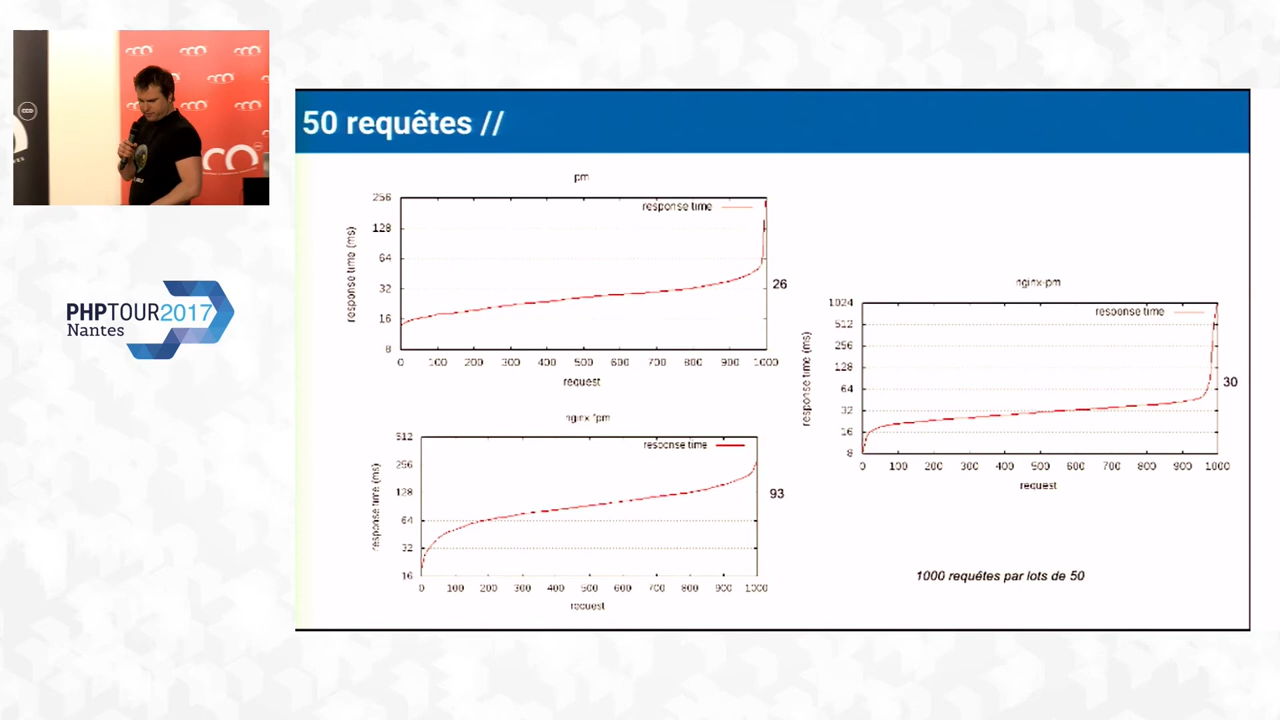 50 requêtes //
pm
256
128
64
32
16
8
response time (ms)
response time
0 100 200 300 400 500 600 700 800 900 1000
request
26
nginx-fpm
512
256
128
64
32
16
response time (ms)
response time
0 100 200 300 400 500 600 700 800 900 1000
request
93
nginx-pm
1024
512
256
128
64
32
16
8
response time (ms)
response time
0 100 200 300 400 500 600 700 800 900 1000
request
30
1000 requêtes par lots de 50
PHPTOUR2017
Nantes